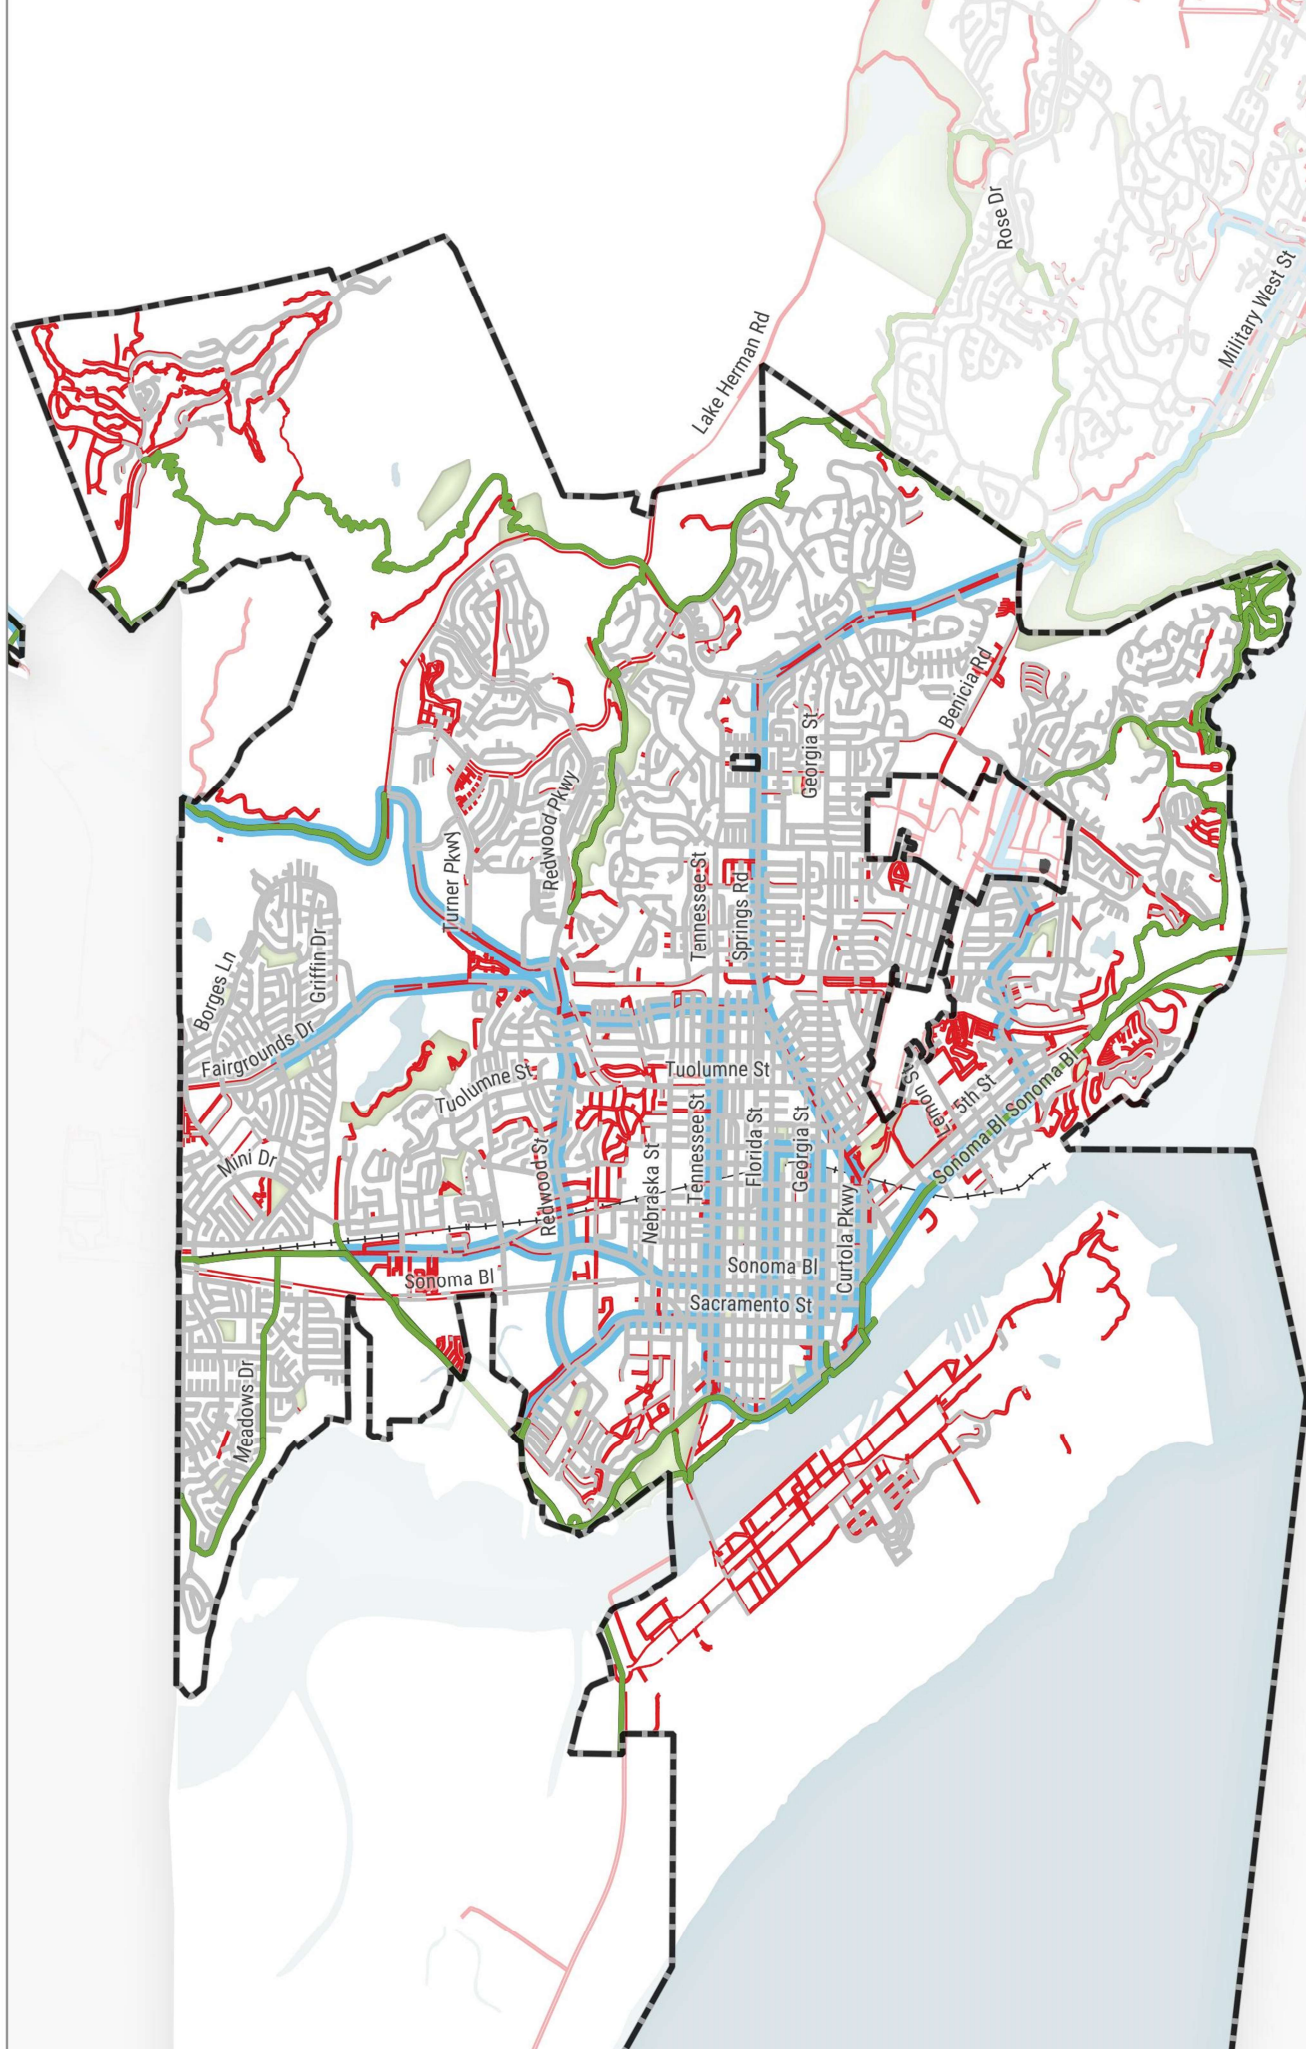 Rose Dr
Military West St
Lake Herman Rd
Benicia Rd
Georgia St
Redwood Pkwy
Turner Pkwy
Tennessee St
Springs Rd
Borges Ln
Griffin Dr
Fairgrounds Dr
Tuolumne St
Tuolumne St
Lemon St
5th St
Sonoma Bl
Sonoma Bl
Mini Dr
Redwood St
Nebraska St
Tennessee St
Florida St
Georgia St
Curtola Pkwy
Sonoma Bl
Sonoma Bl
Sacramento St
Meadows Dr